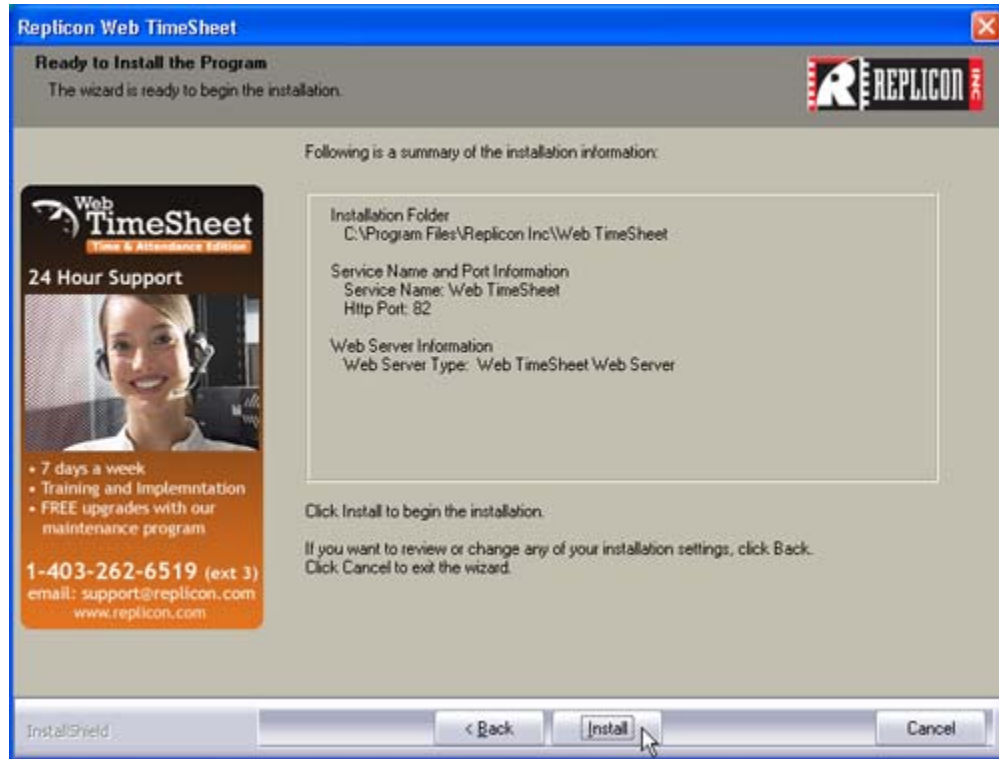 Replicon Web TimeSheet
Ready to Install the Program
The wizard is ready to begin the installation.
REPLICON INC
Following is a summary of the installation information:
Installation Folder
C:\Program Files\Replicon Inc\Web TimeSheet
Service Name and Port Information
Service Name: Web TimeSheet
Http Port: 82
Web Server Information
Web Server Type: Web TimeSheet Web Server
Web
TimeSheet
Time & Attendance Edition
24 Hour Support
• 7 days a week
• Training and Implemntation
• FREE upgrades with our
maintenance program
1-403-262-6519 (ext 3)
email: support@replicon.com
www.replicon.com
Click Install to begin the installation.
If you want to review or change any of your installation settings, click Back.
Click Cancel to exit the wizard.
InstallShield
< Back
Install
Cancel